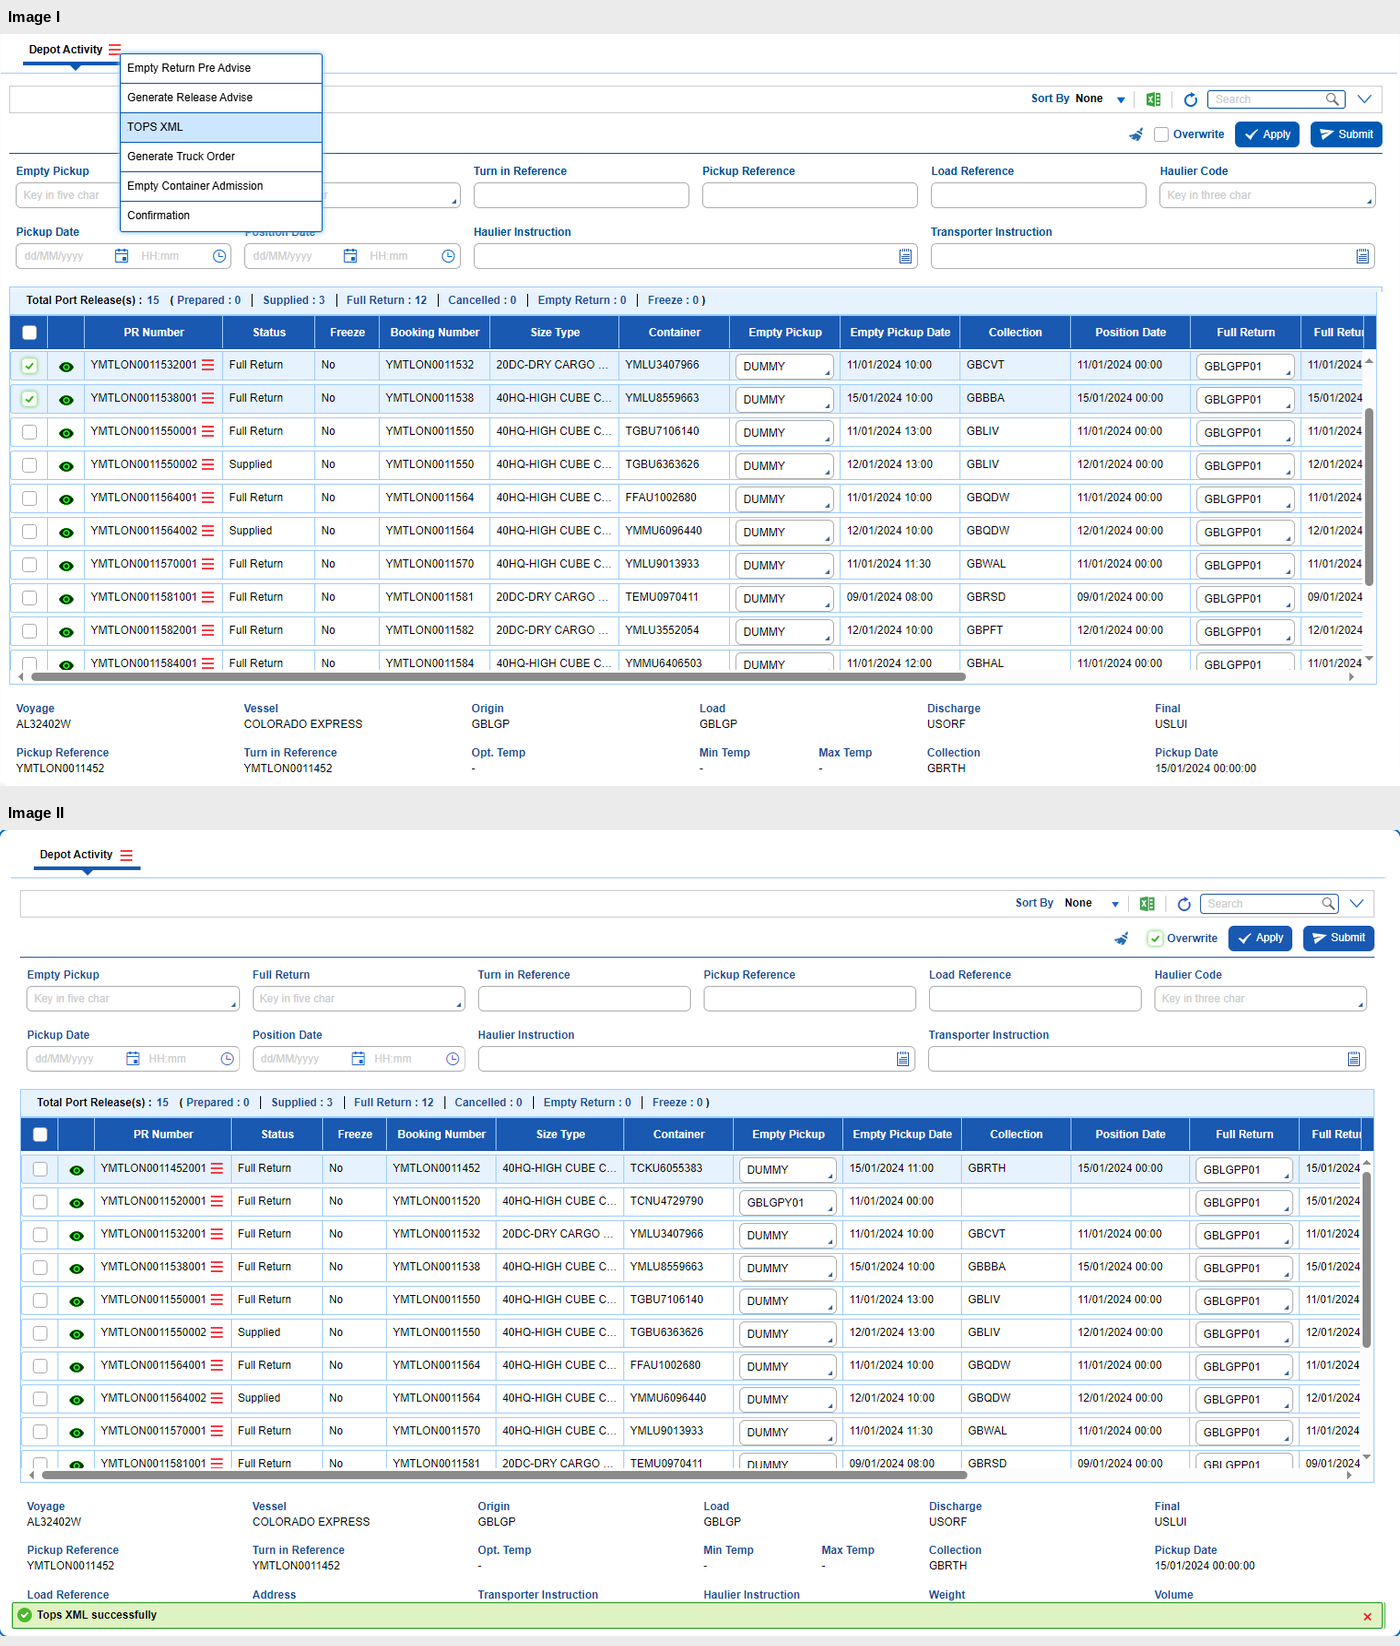 Image I
Depot Activity
Empty Return Pre Advise
Generate Release Advise
TOPS XML
Generate Truck Order
Empty Container Admission
Confirmation
Sort By None Search
Overwrite Apply Submit
Empty Pickup Turn in Reference Pickup Reference Load Reference Haulier Code
Key in five char Key in three char
Pickup Date Position Date Haulier Instruction Transporter Instruction
dd/MM/yyyy HH:mm dd/MM/yyyy HH:mm
Total Port Release(s) : 15 ( Prepared : 0 | Supplied : 3 | Full Return : 12 | Cancelled : 0 | Empty Return : 0 | Freeze : 0 )
PR Number Status Freeze Booking Number Size Type Container Empty Pickup Empty Pickup Date Collection Position Date Full Return Full Retur
YMTLON0011532001 Full Return No YMTLON0011532 20DC-DRY CARGO ... YMLU3407966 DUMMY 11/01/2024 10:00 GBCVT 11/01/2024 00:00 GBLGPP01 11/01/2024
YMTLON0011538001 Full Return No YMTLON0011538 40HQ-HIGH CUBE C... YMLU8559663 DUMMY 15/01/2024 10:00 GBBBA 15/01/2024 00:00 GBLGPP01 15/01/2024
YMTLON0011550001 Full Return No YMTLON0011550 40HQ-HIGH CUBE C... TGBU7106140 DUMMY 11/01/2024 13:00 GBLIV 11/01/2024 00:00 GBLGPP01 11/01/2024
YMTLON0011550002 Supplied No YMTLON0011550 40HQ-HIGH CUBE C... TGBU6363626 DUMMY 12/01/2024 13:00 GBLIV 12/01/2024 00:00 GBLGPP01 12/01/2024
YMTLON0011564001 Full Return No YMTLON0011564 40HQ-HIGH CUBE C... FFAU1002680 DUMMY 11/01/2024 10:00 GBQDW 11/01/2024 00:00 GBLGPP01 11/01/2024
YMTLON0011564002 Supplied No YMTLON0011564 40HQ-HIGH CUBE C... YMMU6096440 DUMMY 12/01/2024 10:00 GBQDW 12/01/2024 00:00 GBLGPP01 12/01/2024
YMTLON0011570001 Full Return No YMTLON0011570 40HQ-HIGH CUBE C... YMLU9013933 DUMMY 11/01/2024 11:30 GBWAL 11/01/2024 00:00 GBLGPP01 11/01/2024
YMTLON0011581001 Full Return No YMTLON0011581 20DC-DRY CARGO ... TEMU0970411 DUMMY 09/01/2024 08:00 GBRSD 09/01/2024 00:00 GBLGPP01 09/01/2024
YMTLON0011582001 Full Return No YMTLON0011582 20DC-DRY CARGO ... YMLU3552054 DUMMY 12/01/2024 10:00 GBPFT 12/01/2024 00:00 GBLGPP01 12/01/2024
YMTLON0011584001 Full Return No YMTLON0011584 40HQ-HIGH CUBE C... YMMU6406503 DUMMY 11/01/2024 12:00 GBHAL 11/01/2024 00:00 GBLGPP01 11/01/2024
Voyage Vessel Origin Load Discharge Final
AL32402W COLORADO EXPRESS GBLGP GBLGP USORF USLUI
Pickup Reference Turn in Reference Opt. Temp Min Temp Max Temp Collection Pickup Date
YMTLON0011452 YMTLON0011452 - - - GBRTH 15/01/2024 00:00:00
Image II
Depot Activity
Sort By None Search
Overwrite Apply Submit
Empty Pickup Full Return Turn in Reference Pickup Reference Load Reference Haulier Code
Key in five char Key in five char Key in three char
Pickup Date Position Date Haulier Instruction Transporter Instruction
dd/MM/yyyy HH:mm dd/MM/yyyy HH:mm
Total Port Release(s) : 15 ( Prepared : 0 | Supplied : 3 | Full Return : 12 | Cancelled : 0 | Empty Return : 0 | Freeze : 0 )
PR Number Status Freeze Booking Number Size Type Container Empty Pickup Empty Pickup Date Collection Position Date Full Return Full Retur
YMTLON0011452001 Full Return No YMTLON0011452 40HQ-HIGH CUBE C... TCKU6055383 DUMMY 15/01/2024 11:00 GBRTH 15/01/2024 00:00 GBLGPP01 15/01/2024
YMTLON0011520001 Full Return No YMTLON0011520 40HQ-HIGH CUBE C... TCNU4729790 GBLGPY01 11/01/2024 00:00 GBLGPP01 15/01/2024
YMTLON0011532001 Full Return No YMTLON0011532 20DC-DRY CARGO ... YMLU3407966 DUMMY 11/01/2024 10:00 GBCVT 11/01/2024 00:00 GBLGPP01 11/01/2024
YMTLON0011538001 Full Return No YMTLON0011538 40HQ-HIGH CUBE C... YMLU8559663 DUMMY 15/01/2024 10:00 GBBBA 15/01/2024 00:00 GBLGPP01 15/01/2024
YMTLON0011550001 Full Return No YMTLON0011550 40HQ-HIGH CUBE C... TGBU7106140 DUMMY 11/01/2024 13:00 GBLIV 11/01/2024 00:00 GBLGPP01 11/01/2024
YMTLON0011550002 Supplied No YMTLON0011550 40HQ-HIGH CUBE C... TGBU6363626 DUMMY 12/01/2024 13:00 GBLIV 12/01/2024 00:00 GBLGPP01 12/01/2024
YMTLON0011564001 Full Return No YMTLON0011564 40HQ-HIGH CUBE C... FFAU1002680 DUMMY 11/01/2024 10:00 GBQDW 11/01/2024 00:00 GBLGPP01 11/01/2024
YMTLON0011564002 Supplied No YMTLON0011564 40HQ-HIGH CUBE C... YMMU6096440 DUMMY 12/01/2024 10:00 GBQDW 12/01/2024 00:00 GBLGPP01 12/01/2024
YMTLON0011570001 Full Return No YMTLON0011570 40HQ-HIGH CUBE C... YMLU9013933 DUMMY 11/01/2024 11:30 GBWAL 11/01/2024 00:00 GBLGPP01 11/01/2024
YMTLON0011581001 Full Return No YMTLON0011581 20DC-DRY CARGO ... TEMU0970411 DUMMY 09/01/2024 08:00 GBRSD 09/01/2024 00:00 GBLGPP01 09/01/2024
Voyage Vessel Origin Load Discharge Final
AL32402W COLORADO EXPRESS GBLGP GBLGP USORF USLUI
Pickup Reference Turn in Reference Opt. Temp Min Temp Max Temp Collection Pickup Date
YMTLON0011452 YMTLON0011452 - - - GBRTH 15/01/2024 00:00:00
Load Reference Address Transporter Instruction Haulier Instruction Weight Volume
Tops XML successfully